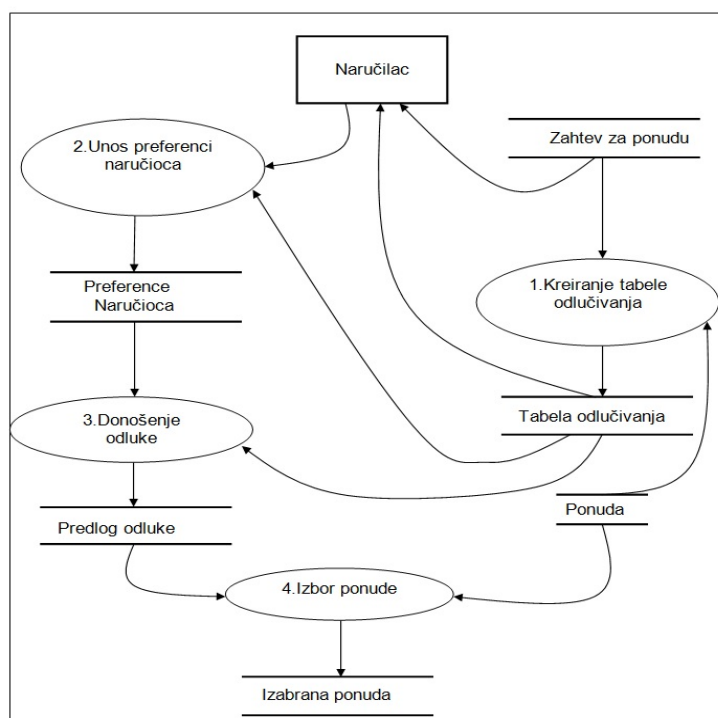 Naručilac
2.Unos preferenci
naručioca
Zahtev za ponudu
Preference
Naručioca
1.Kreiranje tabele
odlučivanja
3.Donošenje
odluke
Tabela odlučivanja
Predlog odluke
Ponuda
4.Izbor ponude
Izabrana ponuda